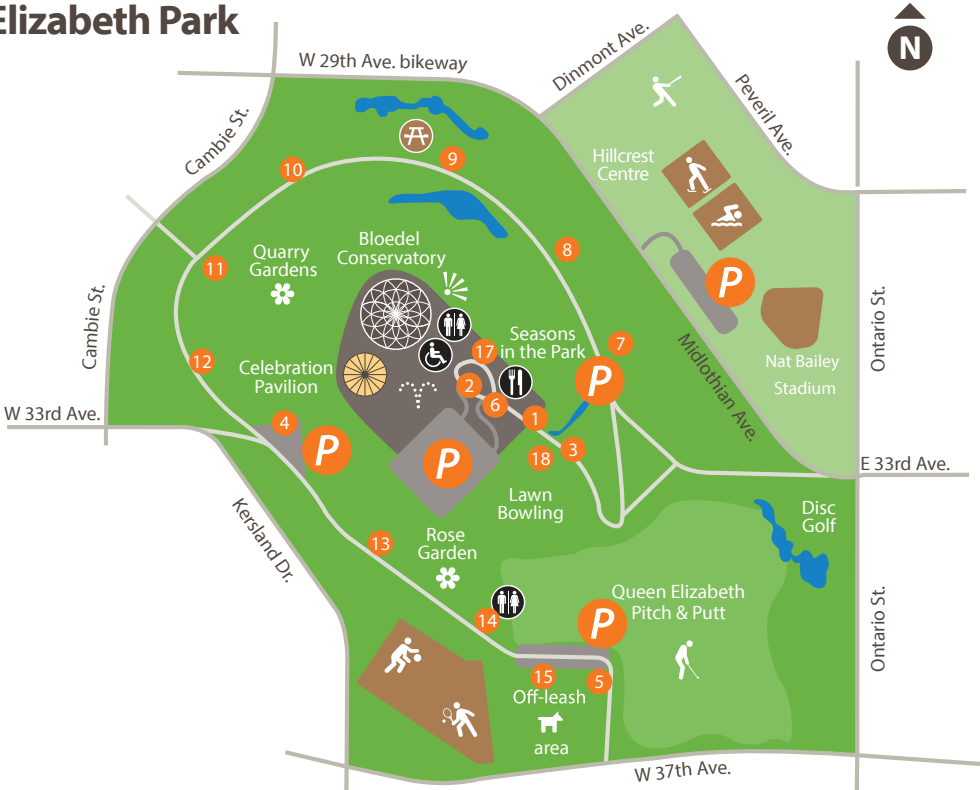 Elizabeth Park
N
W 29th Ave. bikeway
Dinmont Ave.
Peveril Ave.
Cambie St.
Hillcrest
Centre
9
10
8
11
Quarry
Gardens
Bloedel
Conservatory
P
Nat Bailey
Stadium
Ontario St.
Midlothian Ave.
Cambie St.
12
Celebration
Pavilion
Seasons
in the Park
17
2
6
1
7
P
W 33rd Ave.
4
P
P
18
3
E 33rd Ave.
Lawn
Bowling
Disc
Golf
Kersland Dr.
13
Rose
Garden
14
Queen Elizabeth
Pitch & Putt
P
Ontario St.
15
5
Off-leash
area
W 37th Ave.